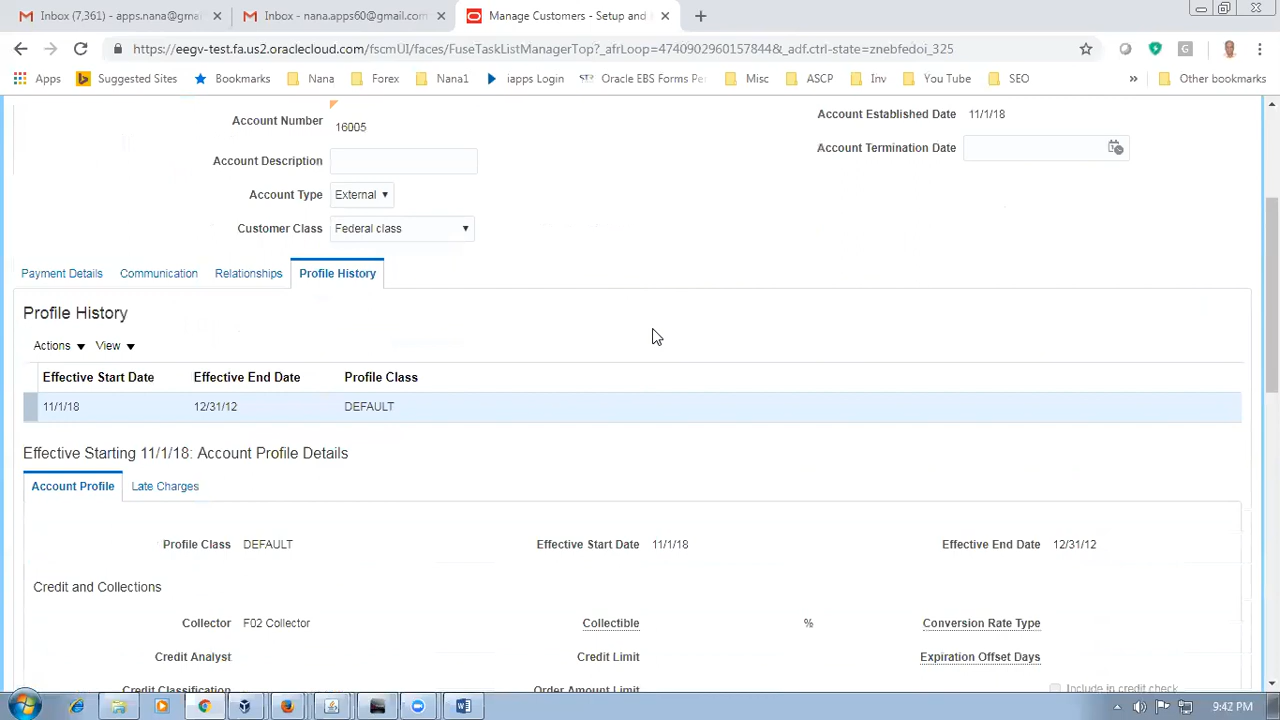 Inbox (7,361) - apps.nana@gma
Inbox - nana.apps60@gmail.com
Manage Customers - Setup and
https://eegv-test.fa.us2.oraclecloud.com/fscmUI/faces/FuseTaskListManagerTop?_afrLoop=4740902960157844&_adf.ctrl-state=znebfedoi_325
Apps Suggested Sites Bookmarks Nana Forex Nana1 iapps Login Oracle EBS Forms Pe Misc ASCP Inv You Tube SEO » Other bookmarks
Account Number 16005
Account Established Date 11/1/18
Account Description
Account Termination Date
Account Type External
Customer Class Federal class
Payment Details Communication Relationships Profile History
Profile History
Actions View
Effective Start Date Effective End Date Profile Class
11/1/18 12/31/12 DEFAULT
Effective Starting 11/1/18: Account Profile Details
Account Profile Late Charges
Profile Class DEFAULT Effective Start Date 11/1/18 Effective End Date 12/31/12
Credit and Collections
Collector F02 Collector Collectible % Conversion Rate Type
Credit Analyst Credit Limit Expiration Offset Days
Credit Classification Order Amount Limit Include in credit check
9:42 PM